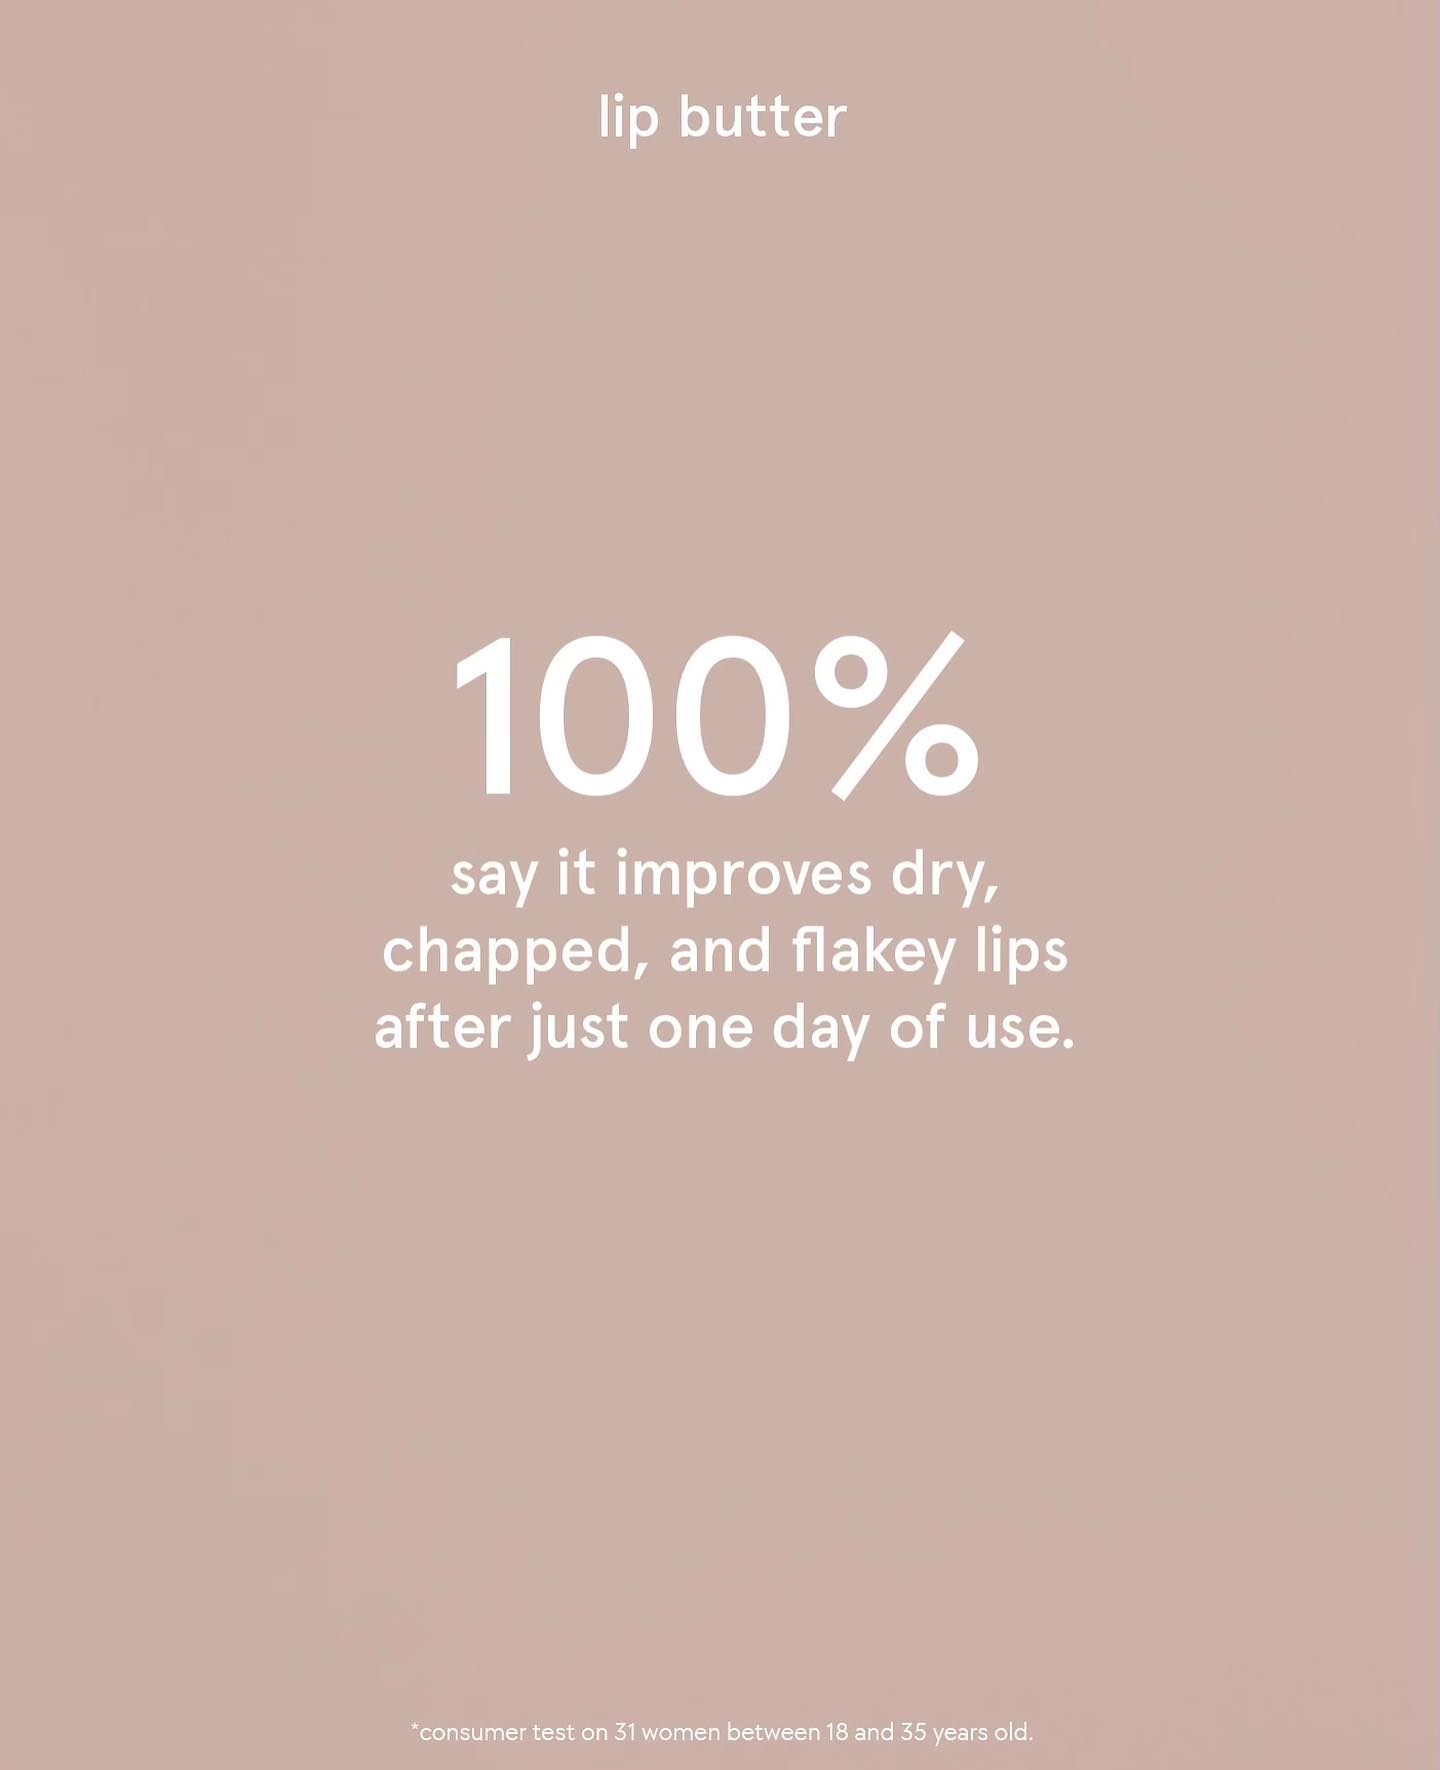 lip butter
100%
say it improves dry,
chapped, and flakey lips
after just one day of use.
*consumer test on 31 women between 18 and 35 years old.